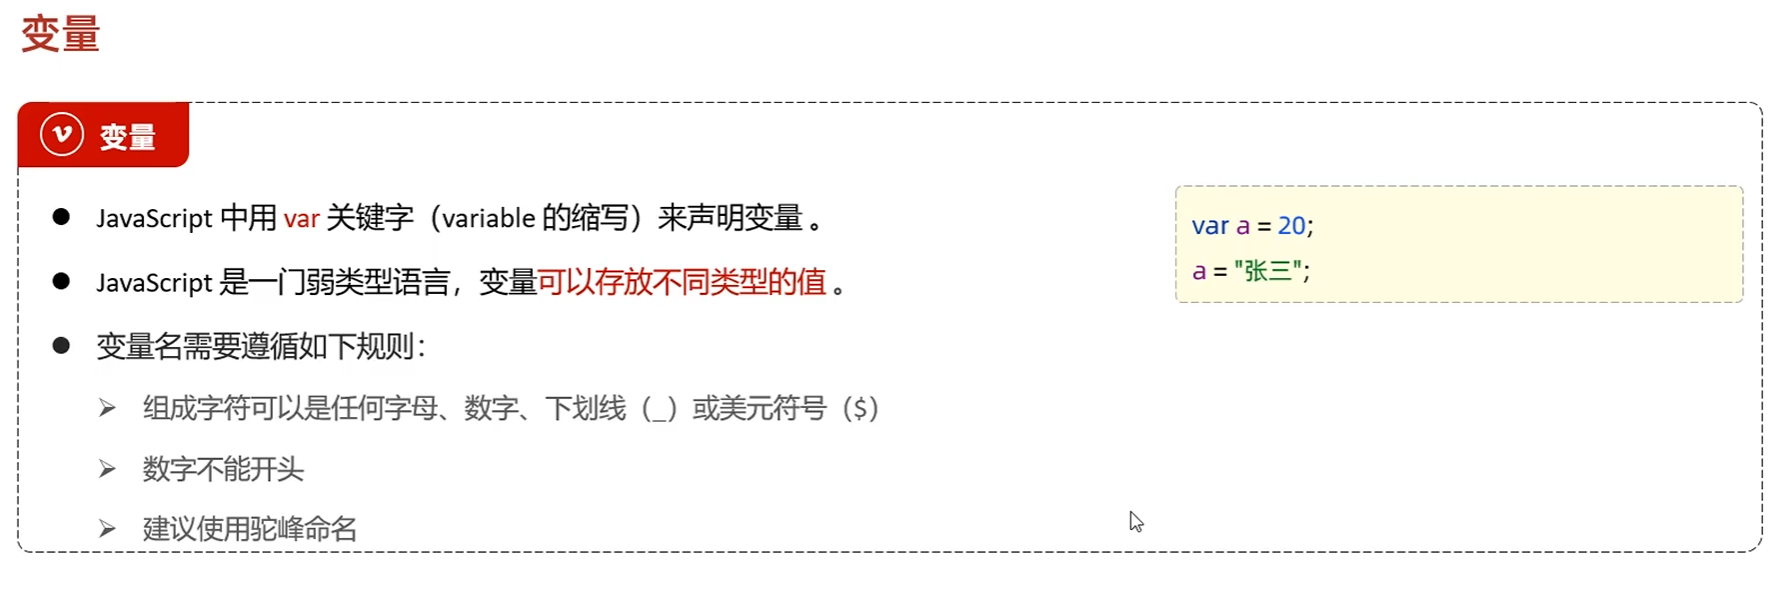 变量
变量
JavaScript 中用 var 关键字（variable 的缩写）来声明变量 。
JavaScript 是一门弱类型语言，变量可以存放不同类型的值 。
变量名需要遵循如下规则：
组成字符可以是任何字母、数字、下划线（_）或美元符号（$）
数字不能开头
建议使用驼峰命名
var a = 20;
a = "张三";